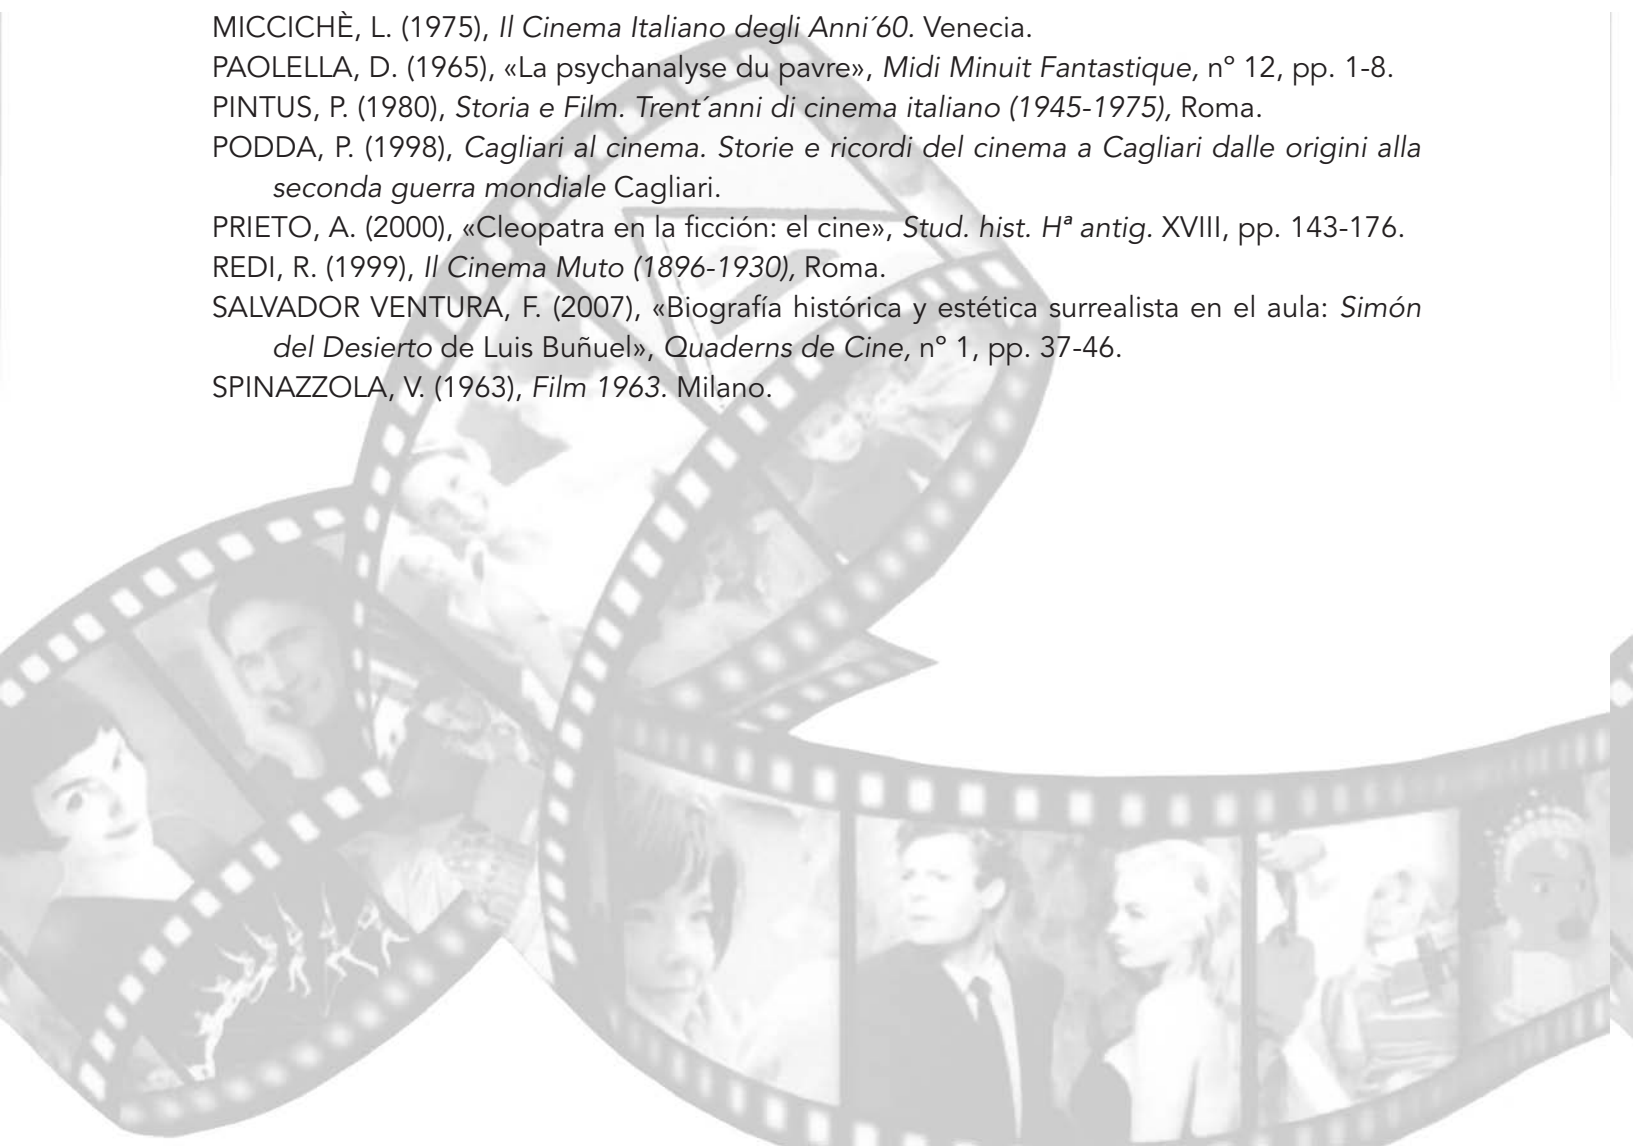 MICCICHÈ, L. (1975), Il Cinema Italiano degli Anni´60. Venecia.
PAOLELLA, D. (1965), «La psychanalyse du pavre», Midi Minuit Fantastique, nº 12, pp. 1-8.
PINTUS, P. (1980), Storia e Film. Trent´anni di cinema italiano (1945-1975), Roma.
PODDA, P. (1998), Cagliari al cinema. Storie e ricordi del cinema a Cagliari dalle origini alla
seconda guerra mondiale Cagliari.
PRIETO, A. (2000), «Cleopatra en la ficción: el cine», Stud. hist. Hª antig. XVIII, pp. 143-176.
REDI, R. (1999), Il Cinema Muto (1896-1930), Roma.
SALVADOR VENTURA, F. (2007), «Biografía histórica y estética surrealista en el aula: Simón
del Desierto de Luis Buñuel», Quaderns de Cine, nº 1, pp. 37-46.
SPINAZZOLA, V. (1963), Film 1963. Milano.